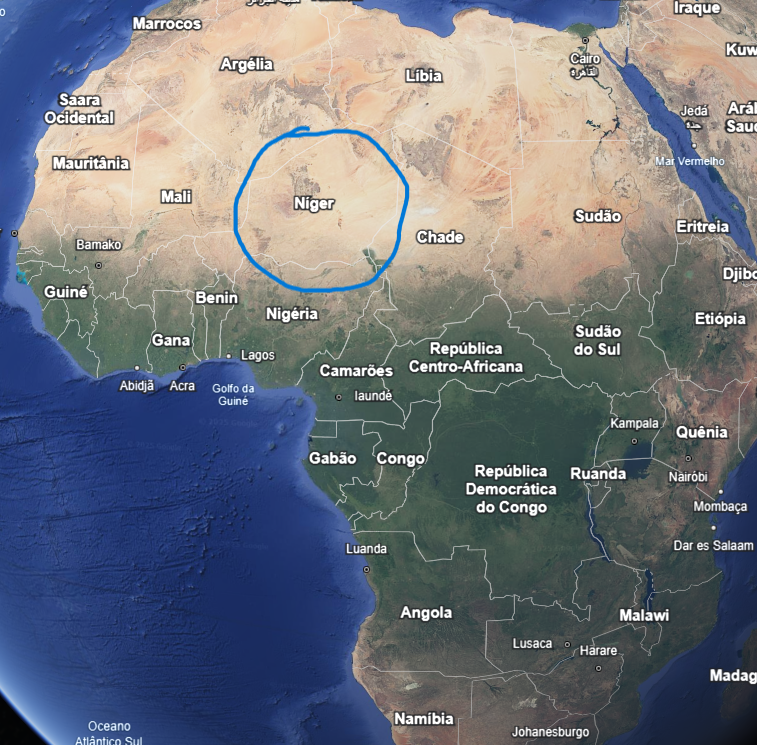 Marrocos
Iraque
Argélia
Líbia
Cairo
القاهرة
Kuw
Saara
Ocidental
Jedá
جدة
Aráb
Saud
Mauritânia
Mar Vermelho
Mali
Níger
Sudão
Eritreia
Chade
Bamako
Djibo
Guiné
Benin
Nigéria
Etiópia
Gana
Lagos
Sudão
do Sul
República
Centro-Africana
Camarões
Abidjã
Acra
Golfo da
Guiné
Iaundé
Kampala
Quênia
Gabão
Congo
República
Democrática
do Congo
Ruanda
Nairóbi
Mombaça
Dar es Salaam
Luanda
Angola
Malawi
Lusaca
Harare
Madag
Namíbia
Oceano
Atlântico Sul
Johanesburgo